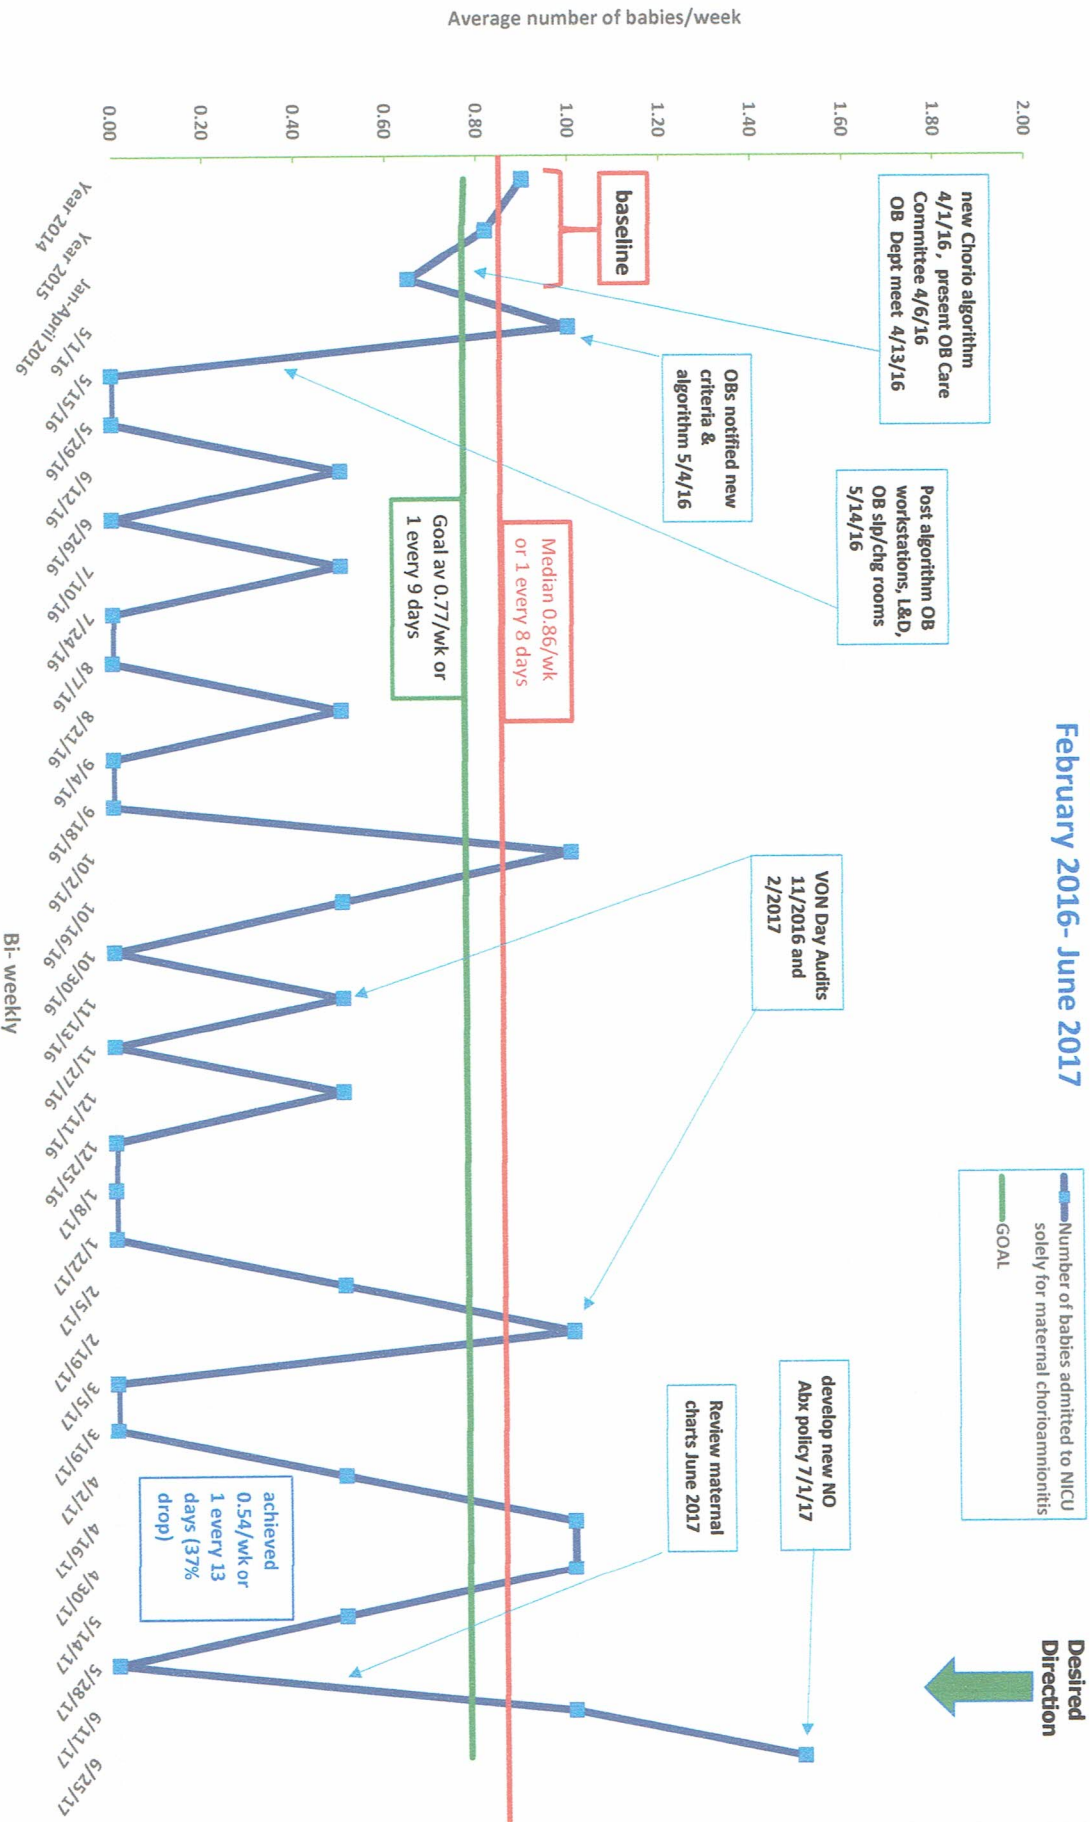 February 2016- June 2017
Number of babies admitted to NICU
solely for maternal chorioamnionitis
GOAL
Desired
Direction
new Chorio algorithm
4/1/16, present OB Care
Committee 4/6/16
OB Dept meet 4/13/16
Post algorithm OB
workstations, L&D,
OB slp/chg rooms
5/14/16
OBs notified new
criteria &
algorithm 5/4/16
VON Day Audits
11/2016 and
2/2017
develop new NO
Abx policy 7/1/17
Review maternal
charts June 2017
baseline
Median 0.86/wk
or 1 every 8 days
Goal av 0.77/wk or
1 every 9 days
achieved
0.54/wk or
1 every 13
days (37%
drop)
Average number of babies/week
2.00
1.80
1.60
1.40
1.20
1.00
0.80
0.60
0.40
0.20
0.00
Year 2014
Year 2015
Jan-April 2016
5/1/16
5/15/16
5/29/16
6/12/16
6/26/16
7/10/16
7/24/16
8/7/16
8/21/16
9/4/16
9/18/16
10/2/16
10/16/16
10/30/16
11/13/16
11/27/16
12/11/16
12/25/16
1/8/17
1/22/17
2/5/17
2/19/17
3/5/17
3/19/17
4/2/17
4/16/17
4/30/17
5/14/17
5/28/17
6/11/17
6/25/17
Bi- weekly